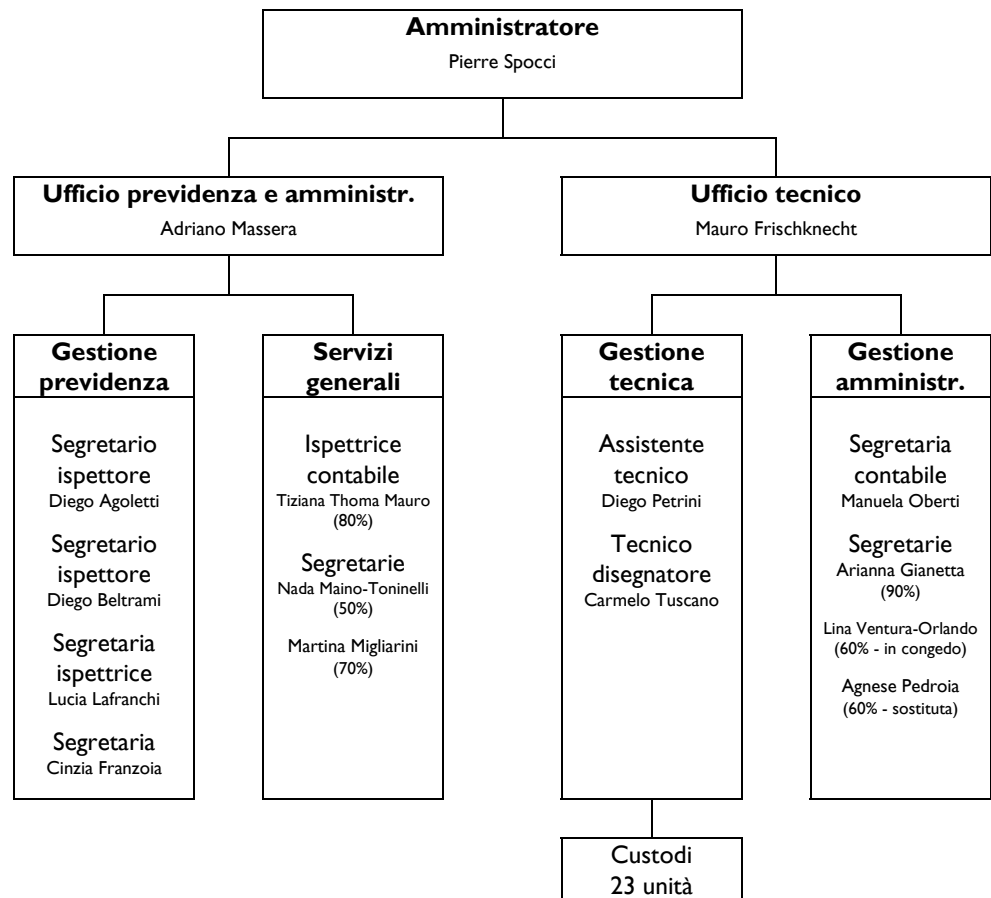 Amministratore
Pierre Spocci
Ufficio previdenza e amministr.
Adriano Massera
Ufficio tecnico
Mauro Frischknecht
Gestione
previdenza
Segretario
ispettore
Diego Agoletti
Segretario
ispettore
Diego Beltrami
Segretaria
ispettrice
Lucia Lafranchi
Segretaria
Cinzia Franzoia
Servizi
generali
Ispettrice
contabile
Tiziana Thoma Mauro
(80%)
Segretarie
Nada Maino-Toninelli
(50%)
Martina Migliarini
(70%)
Gestione
tecnica
Assistente
tecnico
Diego Petrini
Tecnico
disegnatore
Carmelo Tuscano
Gestione
amministr.
Segretaria
contabile
Manuela Oberti
Segretarie
Arianna Gianetta
(90%)
Lina Ventura-Orlando
(60% - in congedo)
Agnese Pedroia
(60% - sostituta)
Custodi
23 unità